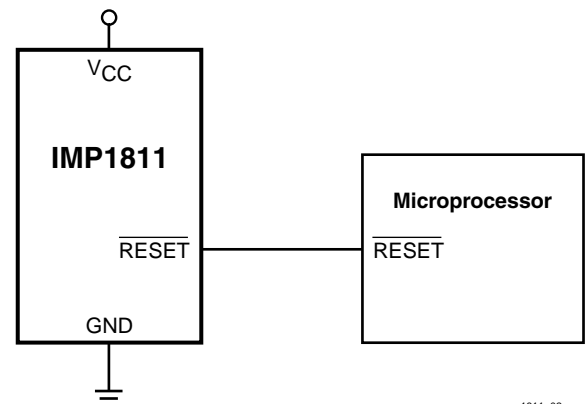 VCC
IMP1811
Microprocessor
RESET
RESET
GND